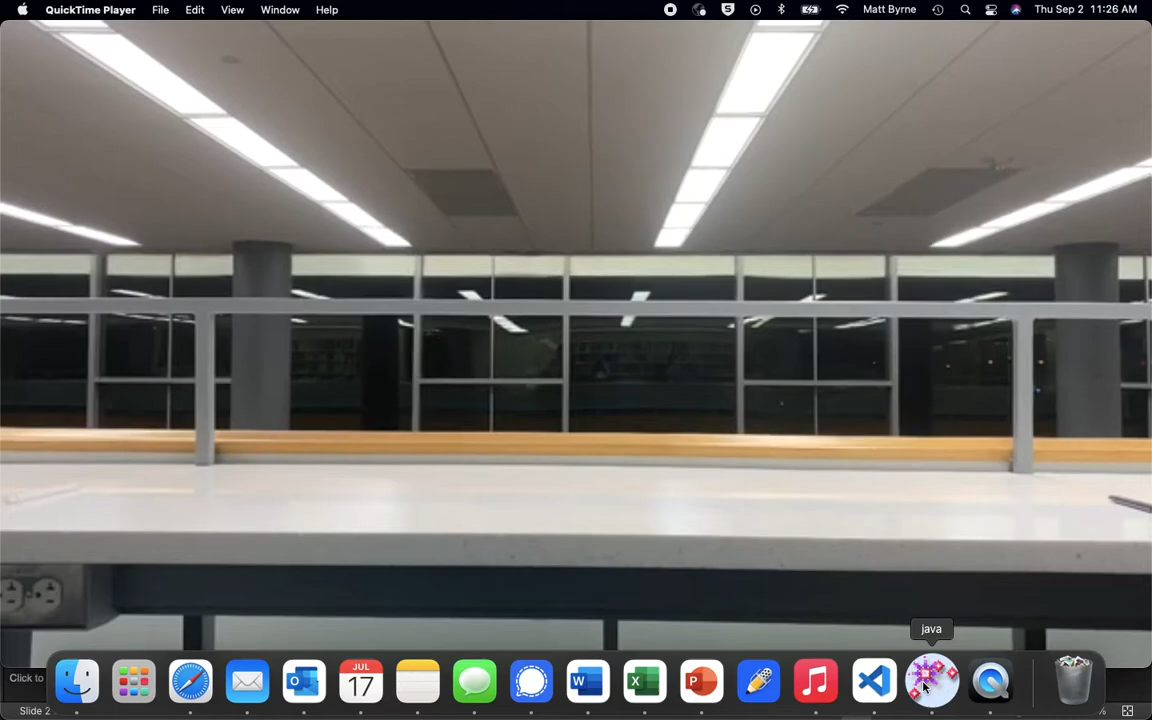 QuickTime Player File Edit View Window Help S Matt Byrne Thu Sep 2 11:26 AM
java
O JUL 17 W X P
Click to
Slide 2 %